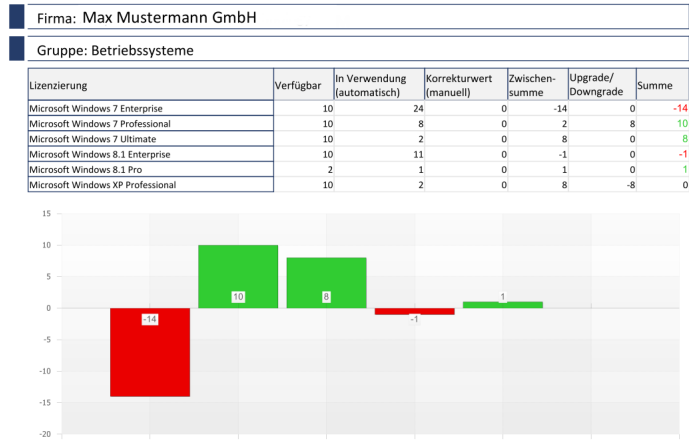 Firma: Max Mustermann GmbH
Gruppe: Betriebssysteme
Lizenzierung Verfügbar In Verwendung (automatisch) Korrekturwert (manuell) Zwischen-summe Upgrade/ Downgrade Summe
Microsoft Windows 7 Enterprise 10 24 0 -14 0 -14
Microsoft Windows 7 Professional 10 8 0 2 8 10
Microsoft Windows 7 Ultimate 10 2 0 8 0 8
Microsoft Windows 8.1 Enterprise 10 11 0 -1 0 -1
Microsoft Windows 8.1 Pro 2 1 0 1 0 1
Microsoft Windows XP Professional 10 2 0 8 -8 0
15
10
5
0
-5
-10
-15
-20
-14
10
8
-1
1